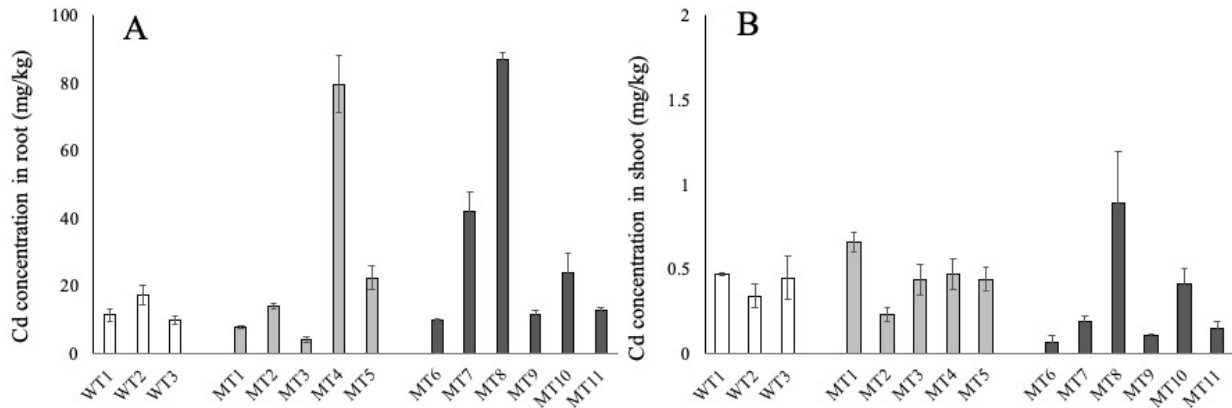 A
Cd concentration in root (mg/kg)
100
80
60
40
20
0
WT1
WT2
WT3
MT1
MT2
MT3
MT4
MT5
MT6
MT7
MT8
MT9
MT10
MT11
B
Cd concentration in shoot (mg/kg)
2
1.5
1
0.5
0
WT1
WT2
WT3
MT1
MT2
MT3
MT4
MT5
MT6
MT7
MT8
MT9
MT10
MT11